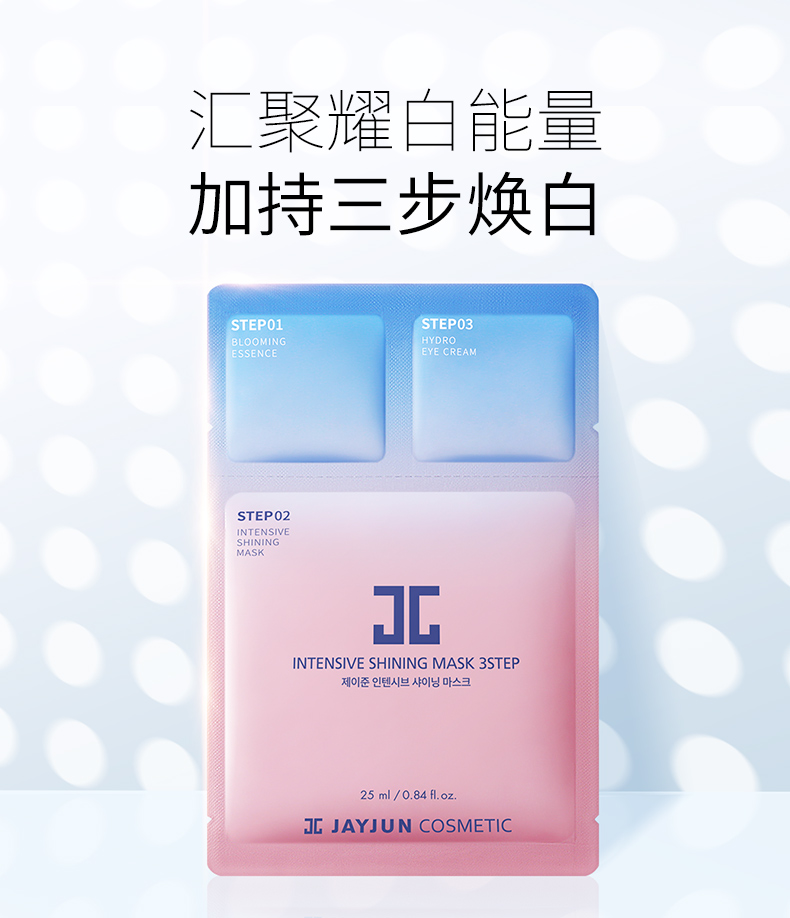 汇聚耀白能量
加持三步焕白
STEP01
BLOOMING
ESSENCE
STEP03
HYDRO
EYE CREAM
STEP02
INTENSIVE
SHINING
MASK
INTENSIVE SHINING MASK 3STEP
제이준 인텐시브 샤이닝 마스크
25 ml / 0.84 fl.oz.
JAYJUN COSMETIC